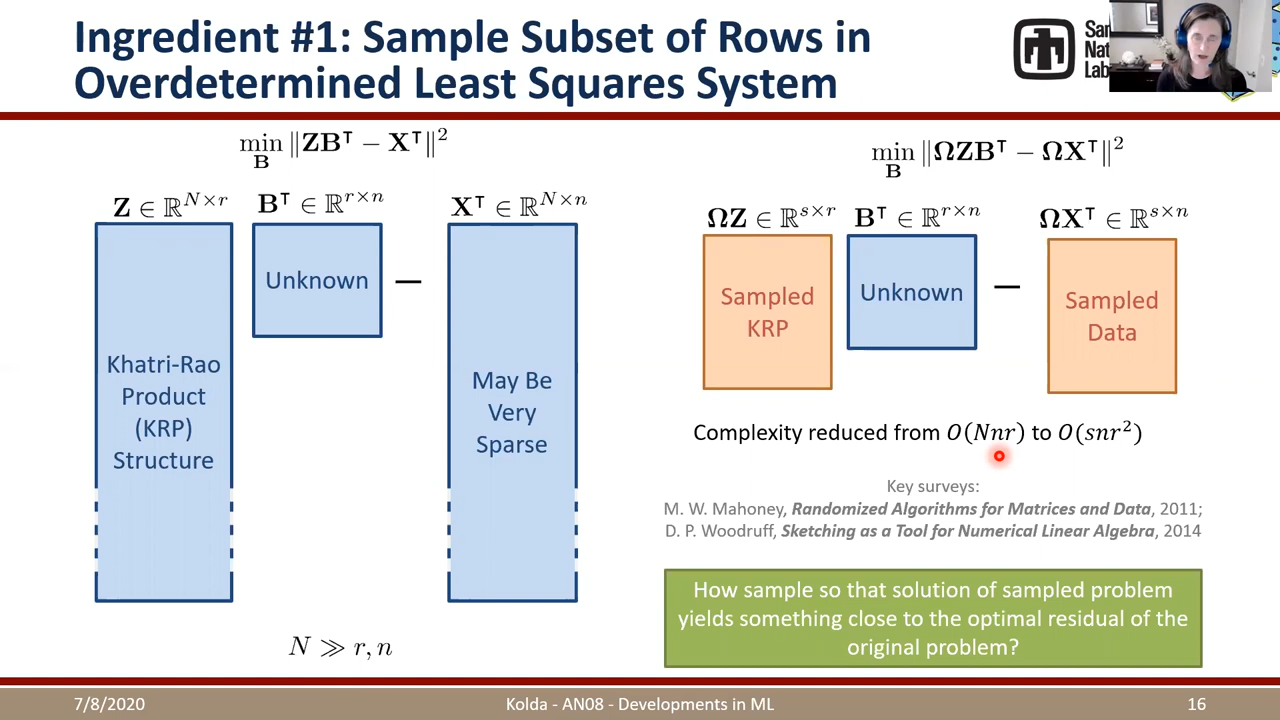 Ingredient #1: Sample Subset of Rows in
Overdetermined Least Squares System
San
Nat
Lab
min_B ‖ZBᵀ − Xᵀ‖²
Z ∈ ℝ^{N×r}
Bᵀ ∈ ℝ^{r×n}
Xᵀ ∈ ℝ^{N×n}
Khatri-Rao
Product
(KRP)
Structure
Unknown
−
May Be
Very
Sparse
N ≫ r, n
min_B ‖ΩZBᵀ − ΩXᵀ‖²
ΩZ ∈ ℝ^{s×r}
Bᵀ ∈ ℝ^{r×n}
ΩXᵀ ∈ ℝ^{s×n}
Sampled
KRP
Unknown
−
Sampled
Data
Complexity reduced from O(Nnr) to O(snr²)
Key surveys:
M. W. Mahoney, Randomized Algorithms for Matrices and Data, 2011;
D. P. Woodruff, Sketching as a Tool for Numerical Linear Algebra, 2014
How sample so that solution of sampled problem
yields something close to the optimal residual of the
original problem?
7/8/2020
Kolda - AN08 - Developments in ML
16